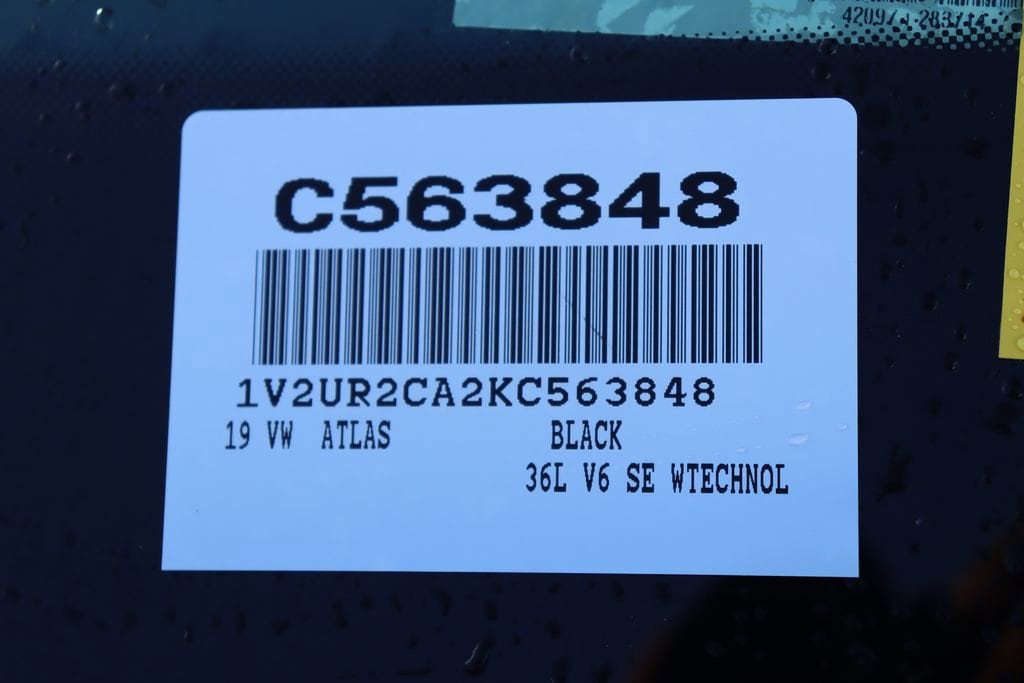 C563848
1V2UR2CA2KC563848
19 VW ATLAS BLACK
36L V6 SE WTECHNOL